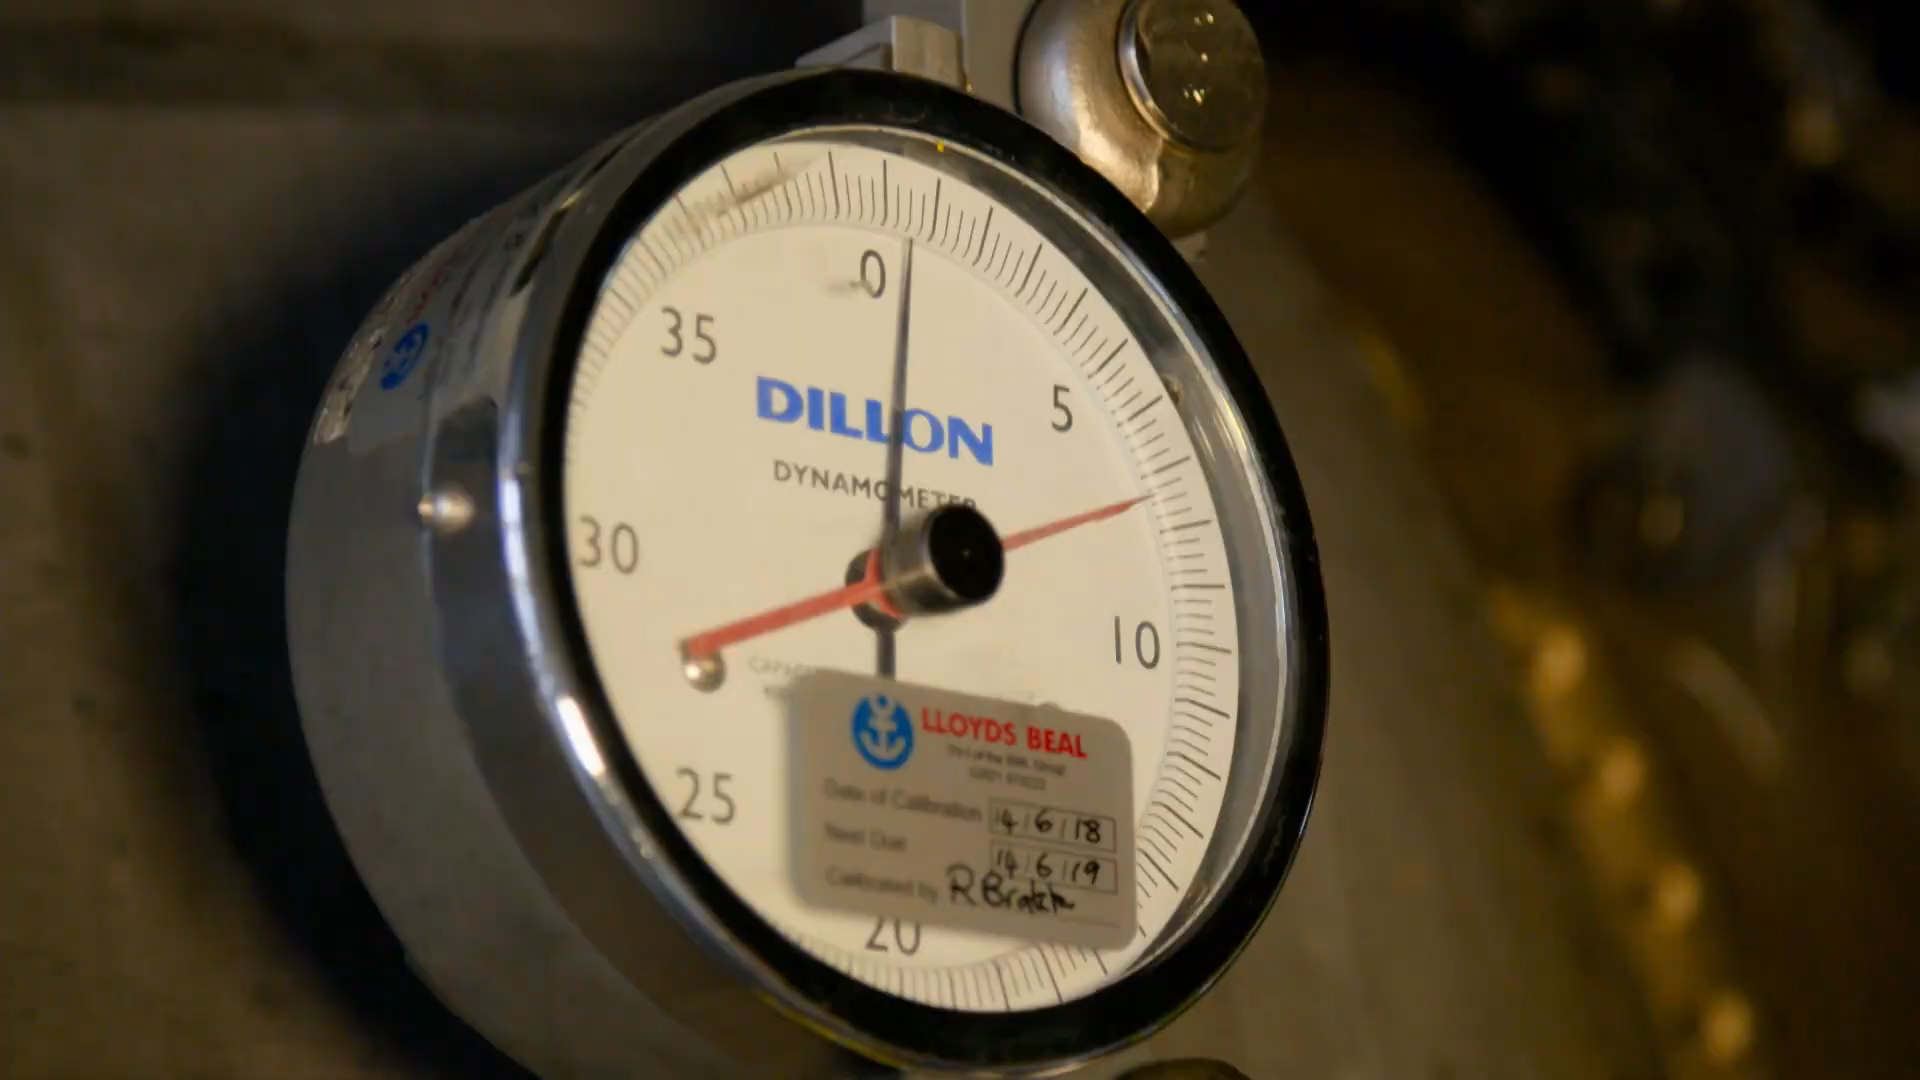 0
35
5
DILLON
DYNAMOMETER
30
10
LLOYDS BEAL
25
Date of Calibration 14/6/18
Next Due 14/6/19
Calibrated by R Bratch
20